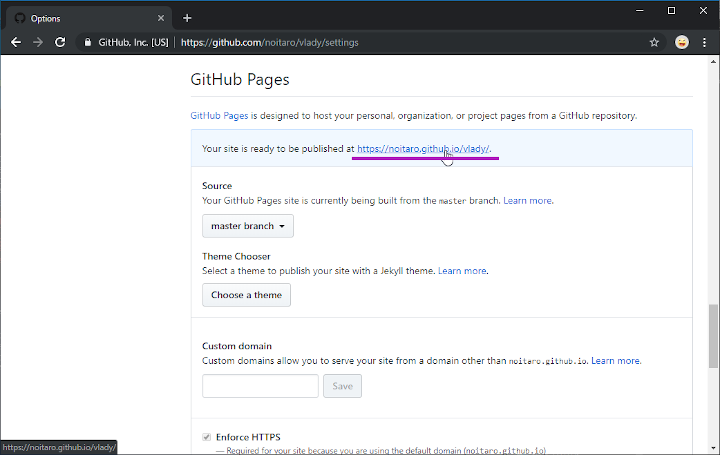 Options
GitHub, Inc. [US] https://github.com/noitaro/vlady/settings
GitHub Pages
GitHub Pages is designed to host your personal, organization, or project pages from a GitHub repository.
Your site is ready to be published at https://noitaro.github.io/vlady/.
Source
Your GitHub Pages site is currently being built from the master branch. Learn more.
master branch
Theme Chooser
Select a theme to publish your site with a Jekyll theme. Learn more.
Choose a theme
Custom domain
Custom domains allow you to serve your site from a domain other than noitaro.github.io. Learn more.
Save
Enforce HTTPS
— Required for your site because you are using the default domain (noitaro.github.io)
https://noitaro.github.io/vlady/